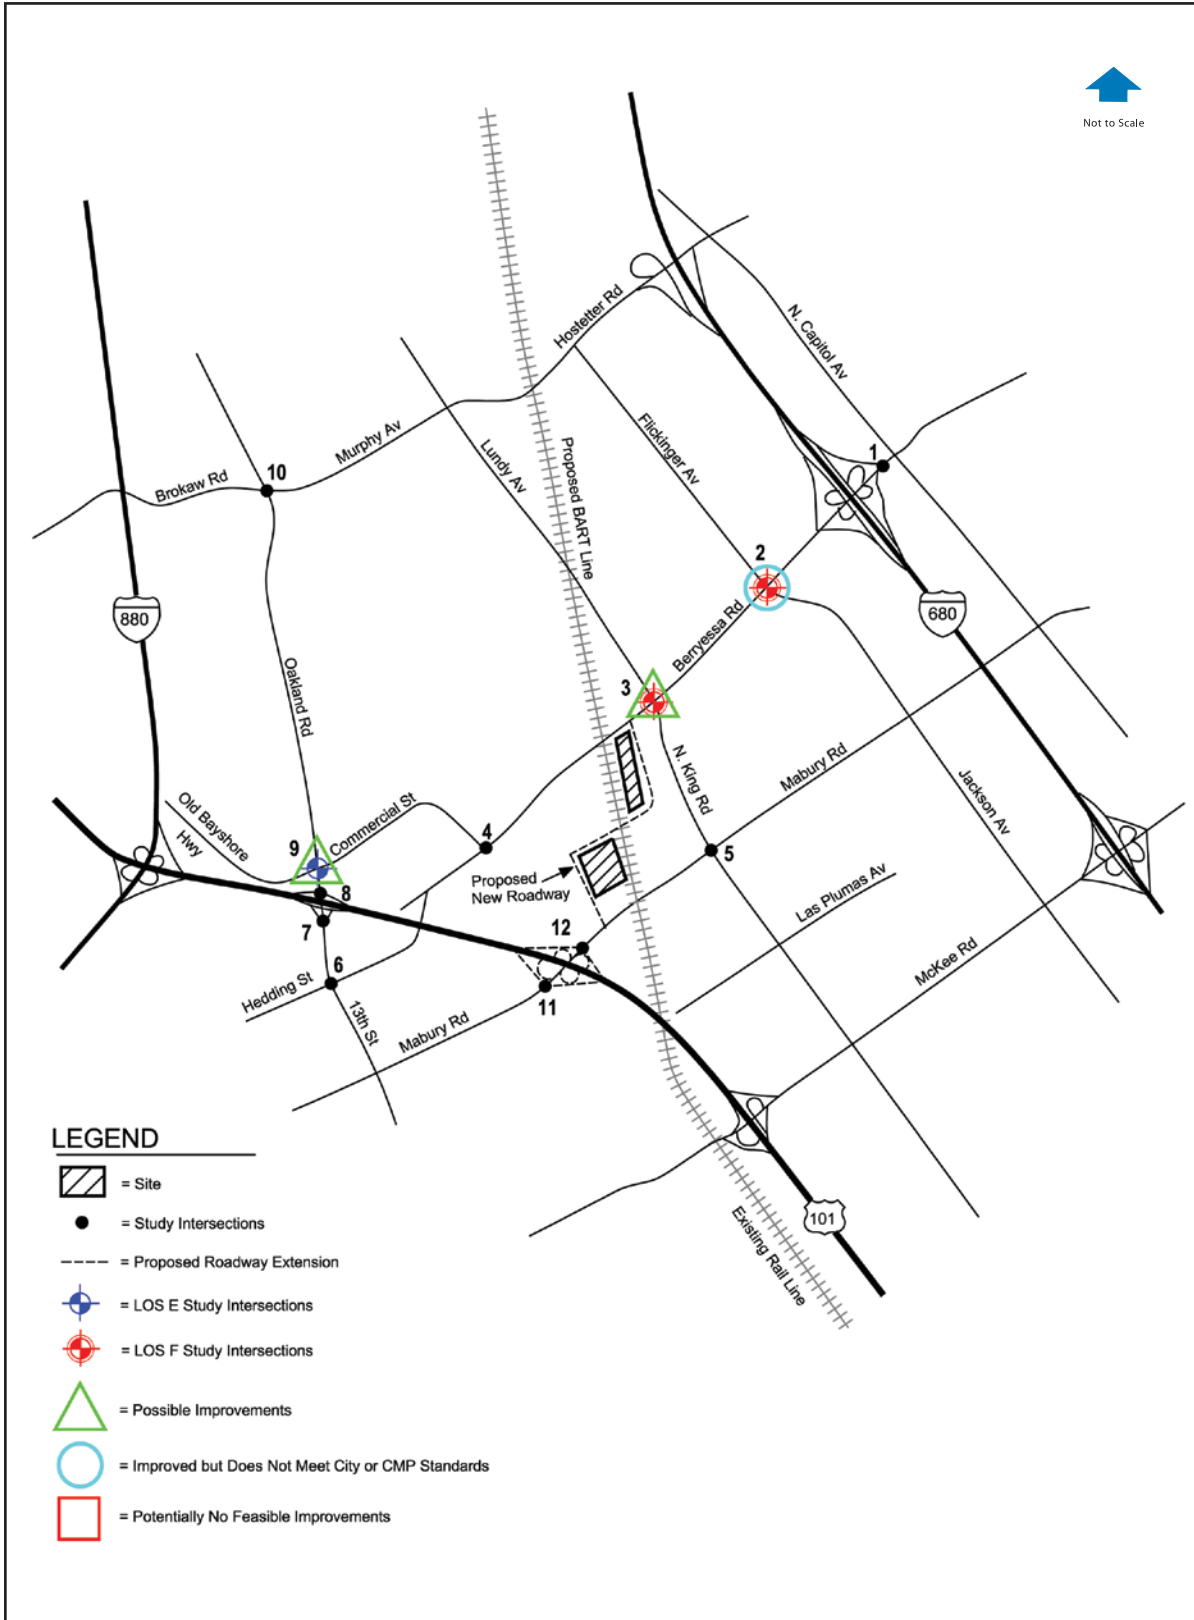 Not to Scale
Hostetter Rd
N. Capitol Av
Murphy Av
Flickinger Av
Lundy Av
Brokaw Rd
10
1
Proposed BART Line
2
880
680
Berryessa Rd
Oakland Rd
3
N. King Rd
Mabury Rd
Jackson Av
Old Bayshore
Hwy
Commercial St
9
4
5
8
Proposed
New Roadway
Las Plumas Av
7
12
McKee Rd
6
Hedding St
11
13th St
Mabury Rd
101
Existing Rail Line
LEGEND
= Site
= Study Intersections
= Proposed Roadway Extension
= LOS E Study Intersections
= LOS F Study Intersections
= Possible Improvements
= Improved but Does Not Meet City or CMP Standards
= Potentially No Feasible Improvements